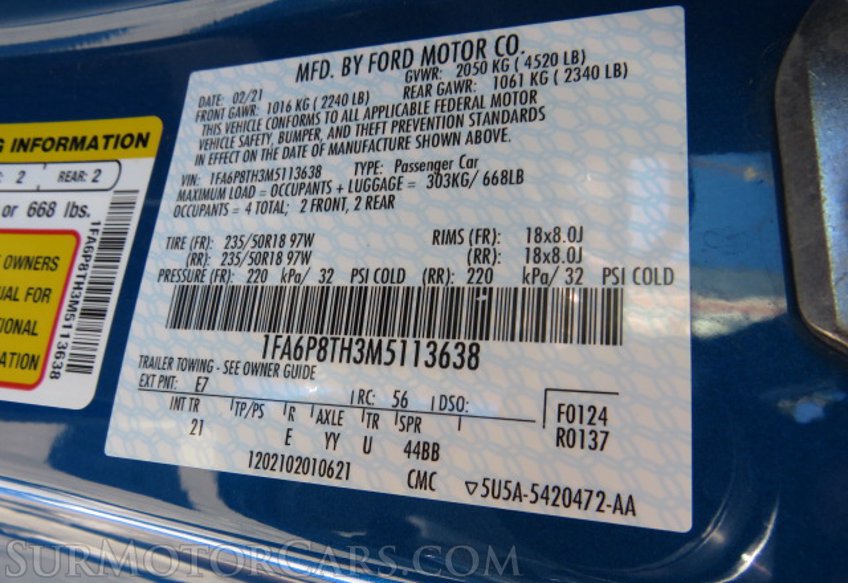 MFD. BY FORD MOTOR CO.
DATE: 02/21 GVWR: 2050 KG ( 4520 LB)
FRONT GAWR: 1016 KG ( 2240 LB) REAR GAWR: 1061 KG ( 2340 LB)
THIS VEHICLE CONFORMS TO ALL APPLICABLE FEDERAL MOTOR
VEHICLE SAFETY, BUMPER, AND THEFT PREVENTION STANDARDS
IN EFFECT ON THE DATE OF MANUFACTURE SHOWN ABOVE.
VIN: 1FA6P8TH3M5113638 TYPE: Passenger Car
MAXIMUM LOAD = OCCUPANTS + LUGGAGE = 303KG/ 668LB
OCCUPANTS = 4 TOTAL; 2 FRONT, 2 REAR
TIRE (FR): 235/50R18 97W RIMS (FR): 18x8.0J
(RR): 235/50R18 97W (RR): 18x8.0J
PRESSURE (FR): 220 kPa/ 32 PSI COLD (RR): 220 kPa/ 32 PSI COLD
1FA6P8TH3M5113638
TRAILER TOWING - SEE OWNER GUIDE
EXT PNT: E7 RC: 56 DSO:
INT TR TP/PS R AXLE TR SPR
21 E YY U 44BB
F0124
R0137
1202102010621 CMC ▽5U5A-5420472-AA
G INFORMATION
: 2 REAR: 2
or 668 lbs.
OWNERS
UAL FOR
TIONAL
ATION
1FA6P8TH3M5113638
SURMOTORCARS.COM